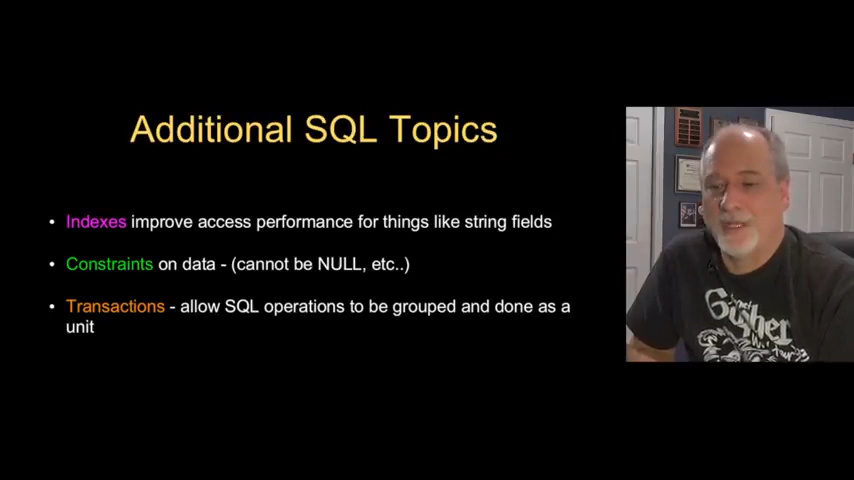 Additional SQL Topics
• Indexes improve access performance for things like string fields
• Constraints on data - (cannot be NULL, etc..)
• Transactions - allow SQL operations to be grouped and done as a
unit
Gusher